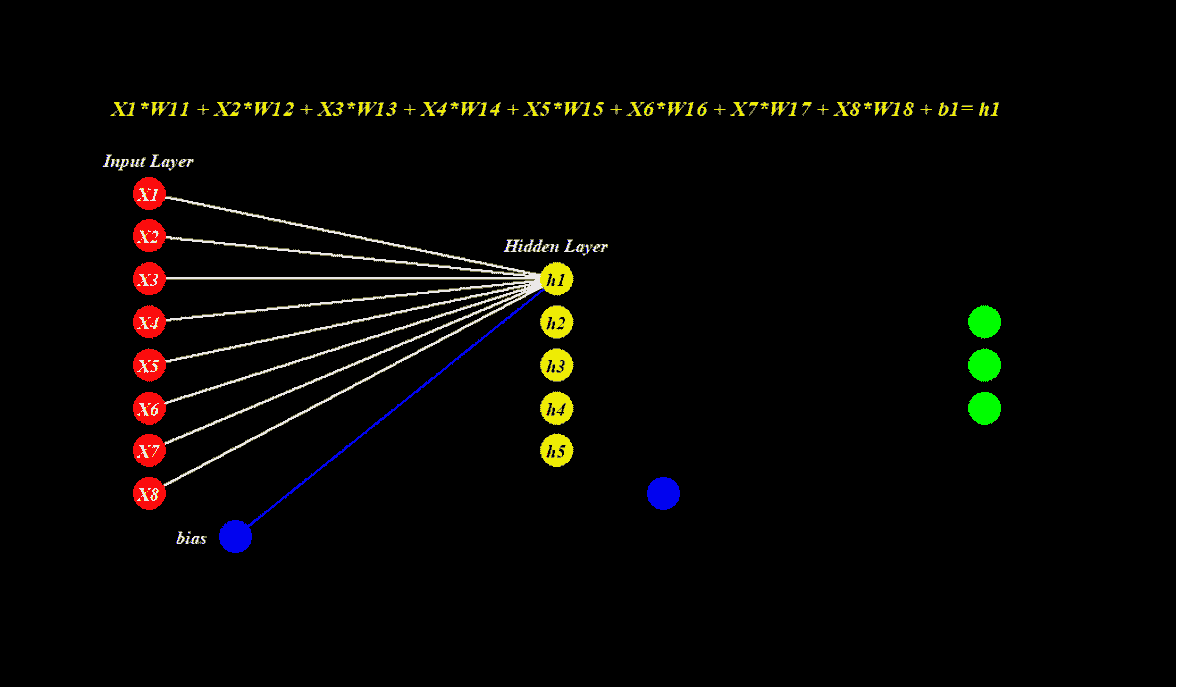 X1*W11 + X2*W12 + X3*W13 + X4*W14 + X5*W15 + X6*W16 + X7*W17 + X8*W18 + b1= h1
Input Layer
X1
X2
X3
X4
X5
X6
X7
X8
bias
Hidden Layer
h1
h2
h3
h4
h5